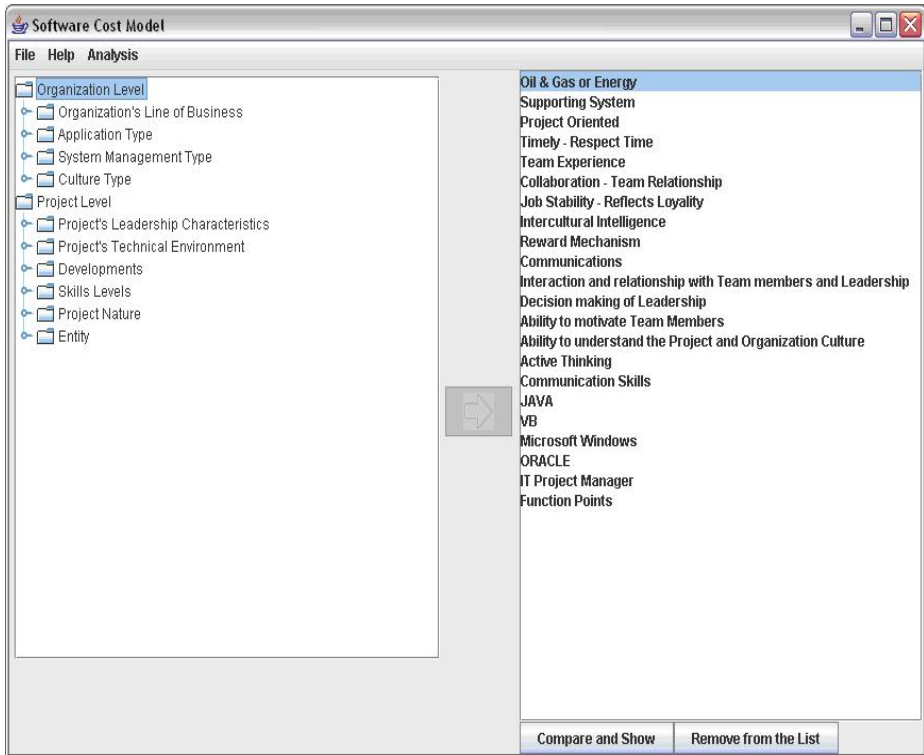 Software Cost Model
File Help Analysis
Organization Level
Organization's Line of Business
Application Type
System Management Type
Culture Type
Project Level
Project's Leadership Characteristics
Project's Technical Environment
Developments
Skills Levels
Project Nature
Entity
Oil & Gas or Energy
Supporting System
Project Oriented
Timely - Respect Time
Team Experience
Collaboration - Team Relationship
Job Stability - Reflects Loyality
Intercultural Intelligence
Reward Mechanism
Communications
Interaction and relationship with Team members and Leadership
Decision making of Leadership
Ability to motivate Team Members
Ability to understand the Project and Organization Culture
Active Thinking
Communication Skills
JAVA
VB
Microsoft Windows
ORACLE
IT Project Manager
Function Points
Compare and Show
Remove from the List